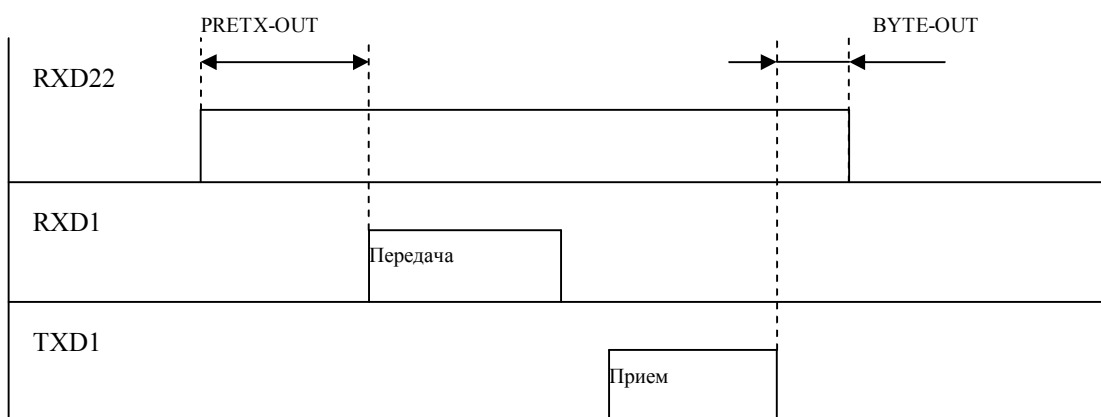 PRETX-OUT
BYTE-OUT
RXD22
RXD1
Передача
TXD1
Прием